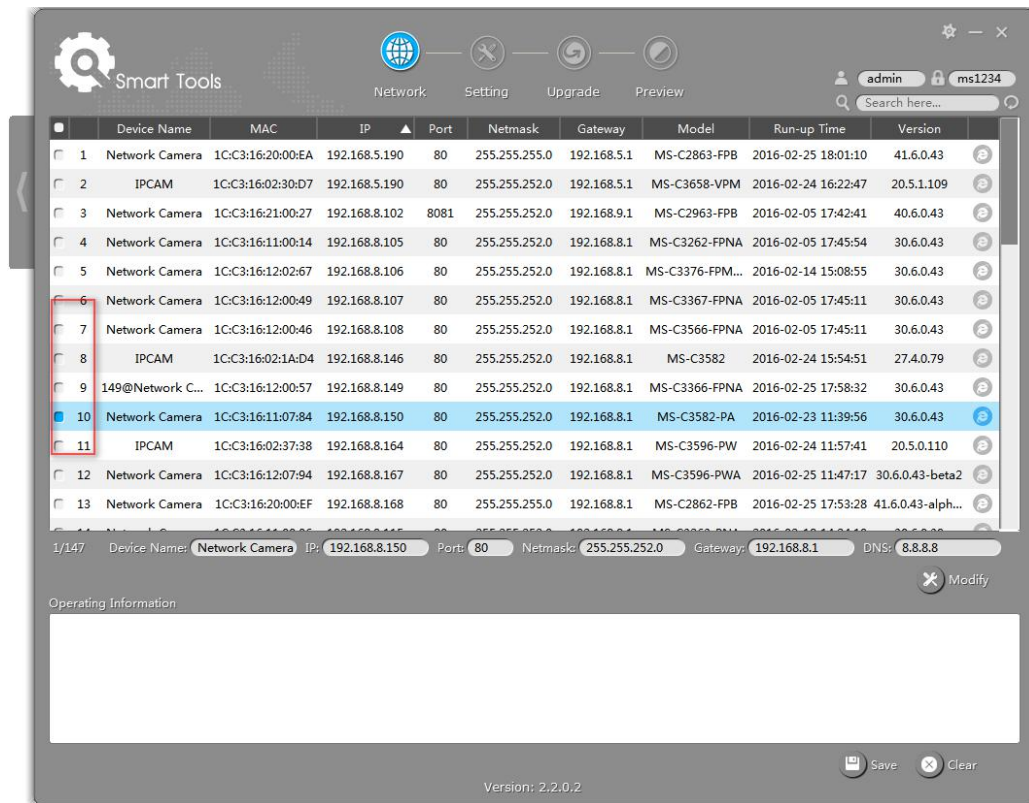 Smart Tools
Network Setting Upgrade Preview
admin ms1234
Search here...
Device Name MAC IP Port Netmask Gateway Model Run-up Time Version
1 Network Camera 1C:C3:16:20:00:EA 192.168.5.190 80 255.255.255.0 192.168.5.1 MS-C2863-FPB 2016-02-25 18:01:10 41.6.0.43
2 IPCAM 1C:C3:16:02:30:D7 192.168.5.190 80 255.255.252.0 192.168.5.1 MS-C3658-VPM 2016-02-24 16:22:47 20.5.1.109
3 Network Camera 1C:C3:16:21:00:27 192.168.8.102 8081 255.255.252.0 192.168.9.1 MS-C2963-FPB 2016-02-05 17:42:41 40.6.0.43
4 Network Camera 1C:C3:16:11:00:14 192.168.8.105 80 255.255.252.0 192.168.8.1 MS-C3262-FPNA 2016-02-05 17:45:54 30.6.0.43
5 Network Camera 1C:C3:16:12:02:67 192.168.8.106 80 255.255.252.0 192.168.8.1 MS-C3376-FPM... 2016-02-14 15:08:55 30.6.0.43
6 Network Camera 1C:C3:16:12:00:49 192.168.8.107 80 255.255.252.0 192.168.8.1 MS-C3367-FPNA 2016-02-05 17:45:11 30.6.0.43
7 Network Camera 1C:C3:16:12:00:46 192.168.8.108 80 255.255.252.0 192.168.8.1 MS-C3566-FPNA 2016-02-05 17:45:11 30.6.0.43
8 IPCAM 1C:C3:16:02:1A:D4 192.168.8.146 80 255.255.252.0 192.168.8.1 MS-C3582 2016-02-24 15:54:51 27.4.0.79
9 149@Network C... 1C:C3:16:12:00:57 192.168.8.149 80 255.255.252.0 192.168.8.1 MS-C3366-FPNA 2016-02-25 17:58:32 30.6.0.43
10 Network Camera 1C:C3:16:11:07:84 192.168.8.150 80 255.255.252.0 192.168.8.1 MS-C3582-PA 2016-02-23 11:39:56 30.6.0.43
11 IPCAM 1C:C3:16:02:37:38 192.168.8.164 80 255.255.252.0 192.168.8.1 MS-C3596-PW 2016-02-24 11:57:41 20.5.0.110
12 Network Camera 1C:C3:16:12:07:94 192.168.8.167 80 255.255.252.0 192.168.8.1 MS-C3596-PWA 2016-02-25 11:47:17 30.6.0.43-beta2
13 Network Camera 1C:C3:16:20:00:EF 192.168.8.168 80 255.255.255.0 192.168.8.1 MS-C2862-FPB 2016-02-25 17:53:28 41.6.0.43-alph...
1/147 Device Name: Network Camera IP: 192.168.8.150 Port: 80 Netmask: 255.255.252.0 Gateway: 192.168.8.1 DNS: 8.8.8.8
Modify
Operating Information
Save Clear
Version: 2.2.0.2